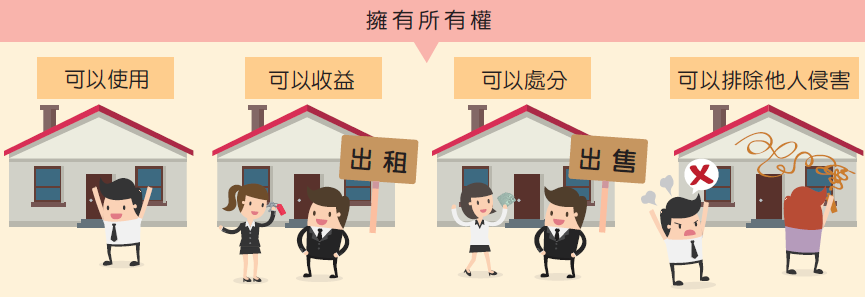 擁有所有權
可以使用
可以收益
可以處分
可以排除他人侵害
出租
出售